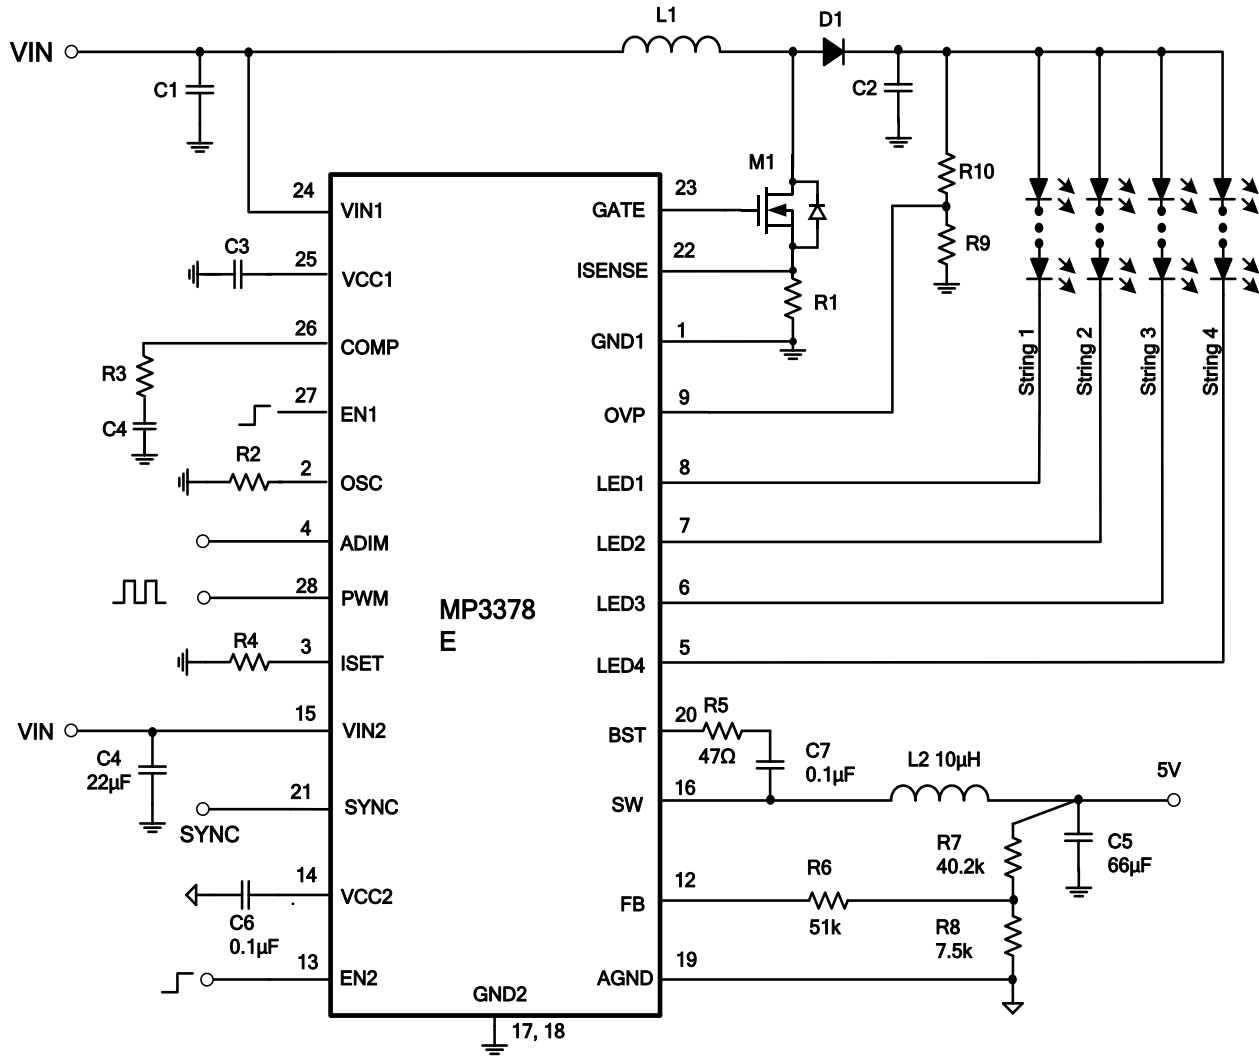 L1
D1
VIN
C1
C2
M1
R10
24
VIN1
23
GATE
R9
C3
25
VCC1
22
ISENSE
R1
26
COMP
1
GND1
R3
C4
27
EN1
9
OVP
String 1
String 2
String 3
String 4
R2
2
OSC
8
LED1
4
ADIM
7
LED2
28
PWM
6
LED3
MP3378
E
R4
3
ISET
5
LED4
VIN
15
VIN2
20
BST
R5
47Ω
C4
22µF
C7
0.1µF
L2 10µH
5V
21
SYNC
SYNC
16
SW
R7
40.2k
C5
66µF
14
VCC2
C6
0.1µF
12
FB
R6
51k
R8
7.5k
13
EN2
19
AGND
GND2
17, 18